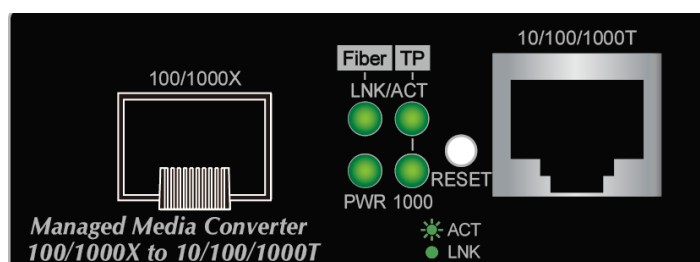 10/100/1000T
Fiber TP
100/1000X
LNK/ACT
RESET
PWR 1000
Managed Media Converter
100/1000X to 10/100/1000T
ACT
LNK